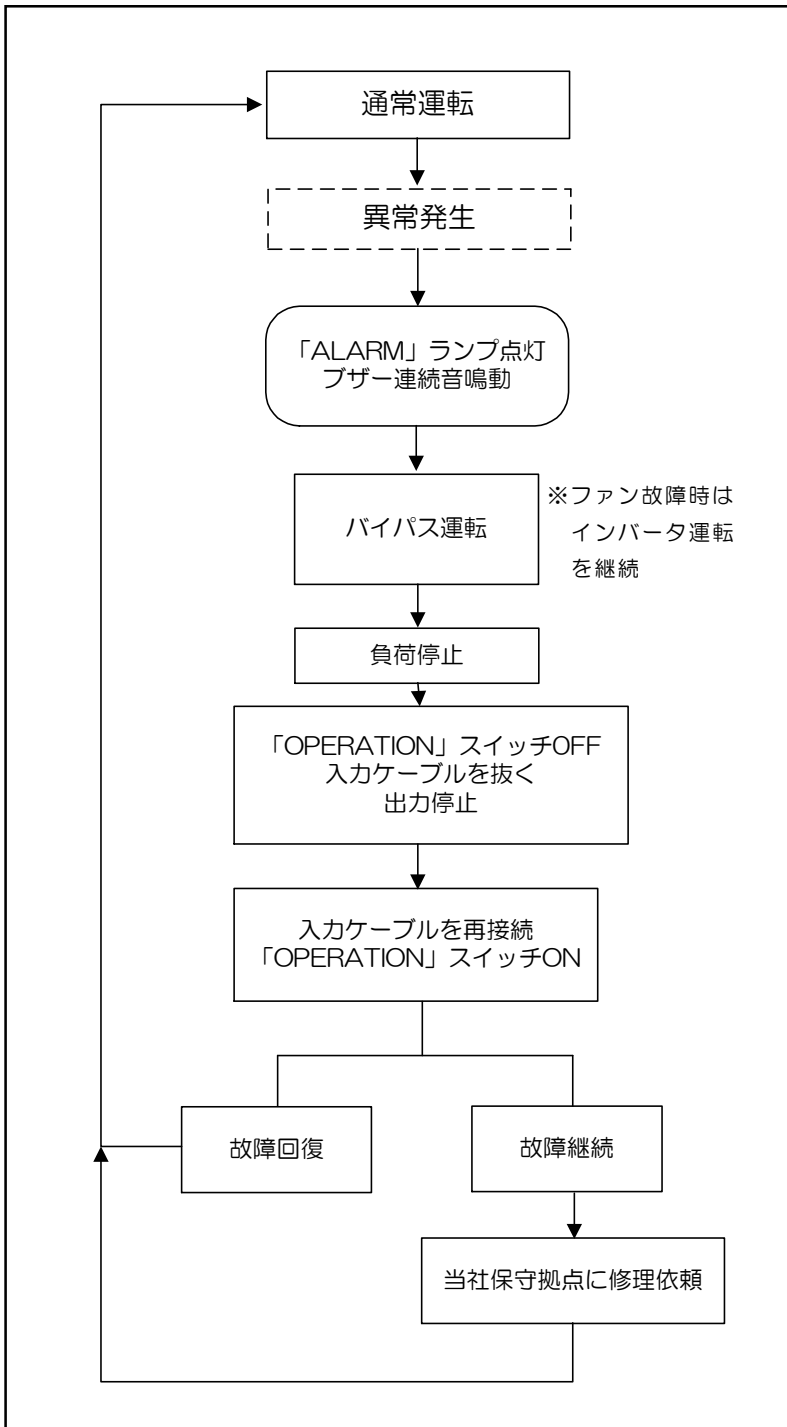 通常運転
異常発生
「ALARM」ランプ点灯
ブザー連続音鳴動
バイパス運転
※ファン故障時は
インバータ運転
を継続
負荷停止
「OPERATION」スイッチOFF
入力ケーブルを抜く
出力停止
入力ケーブルを再接続
「OPERATION」スイッチON
故障回復
故障継続
当社保守拠点に修理依頼